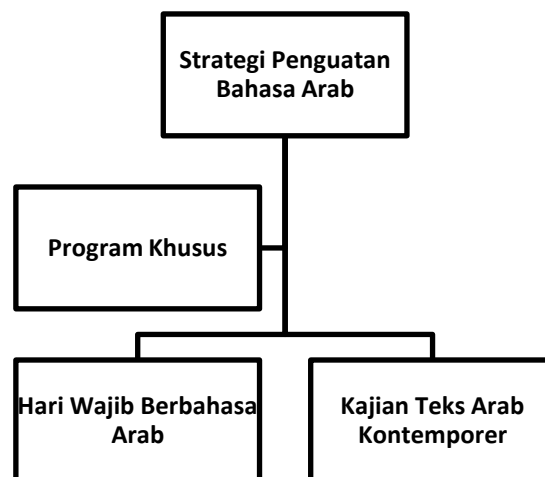 Strategi Penguatan
Bahasa Arab
Program Khusus
Hari Wajib Berbahasa
Arab
Kajian Teks Arab
Kontemporer